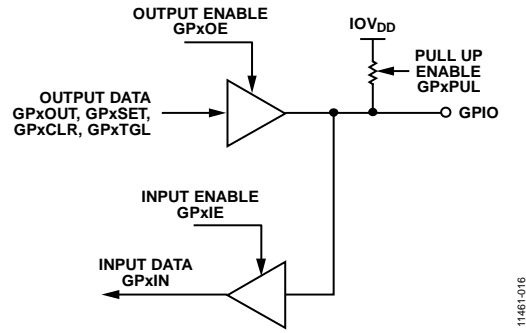 OUTPUT ENABLE
GPxOE
IOVDD
PULL UP
ENABLE
GPxPUL
OUTPUT DATA
GPxOUT, GPxSET,
GPxCLR, GPxTGL
GPIO
INPUT ENABLE
GPxIE
INPUT DATA
GPxIN
11461-016